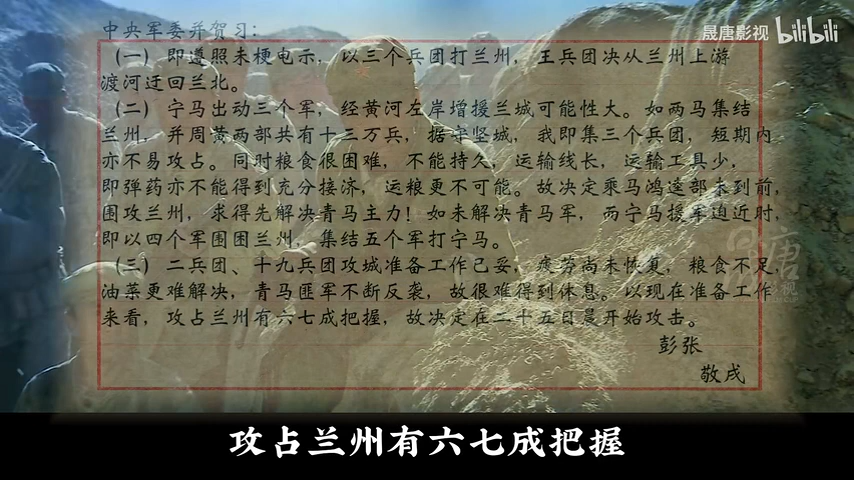 晟唐影视 bilibili
中央军委并贺习:
(一) 即遵照未梗电示，以三个兵团打兰州，王兵团决从兰州上游
渡河迂回兰北。
(二) 宁马出动三个军，经黄河左岸增援兰城可能性大。如两马集结
兰州，并周黄两部共有十三万兵，据守坚城，我即集三个兵团，短期内
亦不易攻占。同时粮食很困难，不能持久，运输线长，运输工具少，
即弹药亦不能得到充分接济，运粮更不可能。故决定乘马鸿逵部未到前，
围攻兰州，求得先解决青马主力！如未解决青马军，两宁马援军迫近时，
即以四个军围困兰州，集结五个军打宁马。
(三) 二兵团、十九兵团攻城准备工作已妥，疲劳尚未恢复，粮食不足，
油菜更难解决，青马匪军不断反袭，故很难得到休息。以现在准备工作
来看，攻占兰州有六七成把握，故决定在二十五日晨开始攻击。
彭张
敬戌
攻占兰州有六七成把握